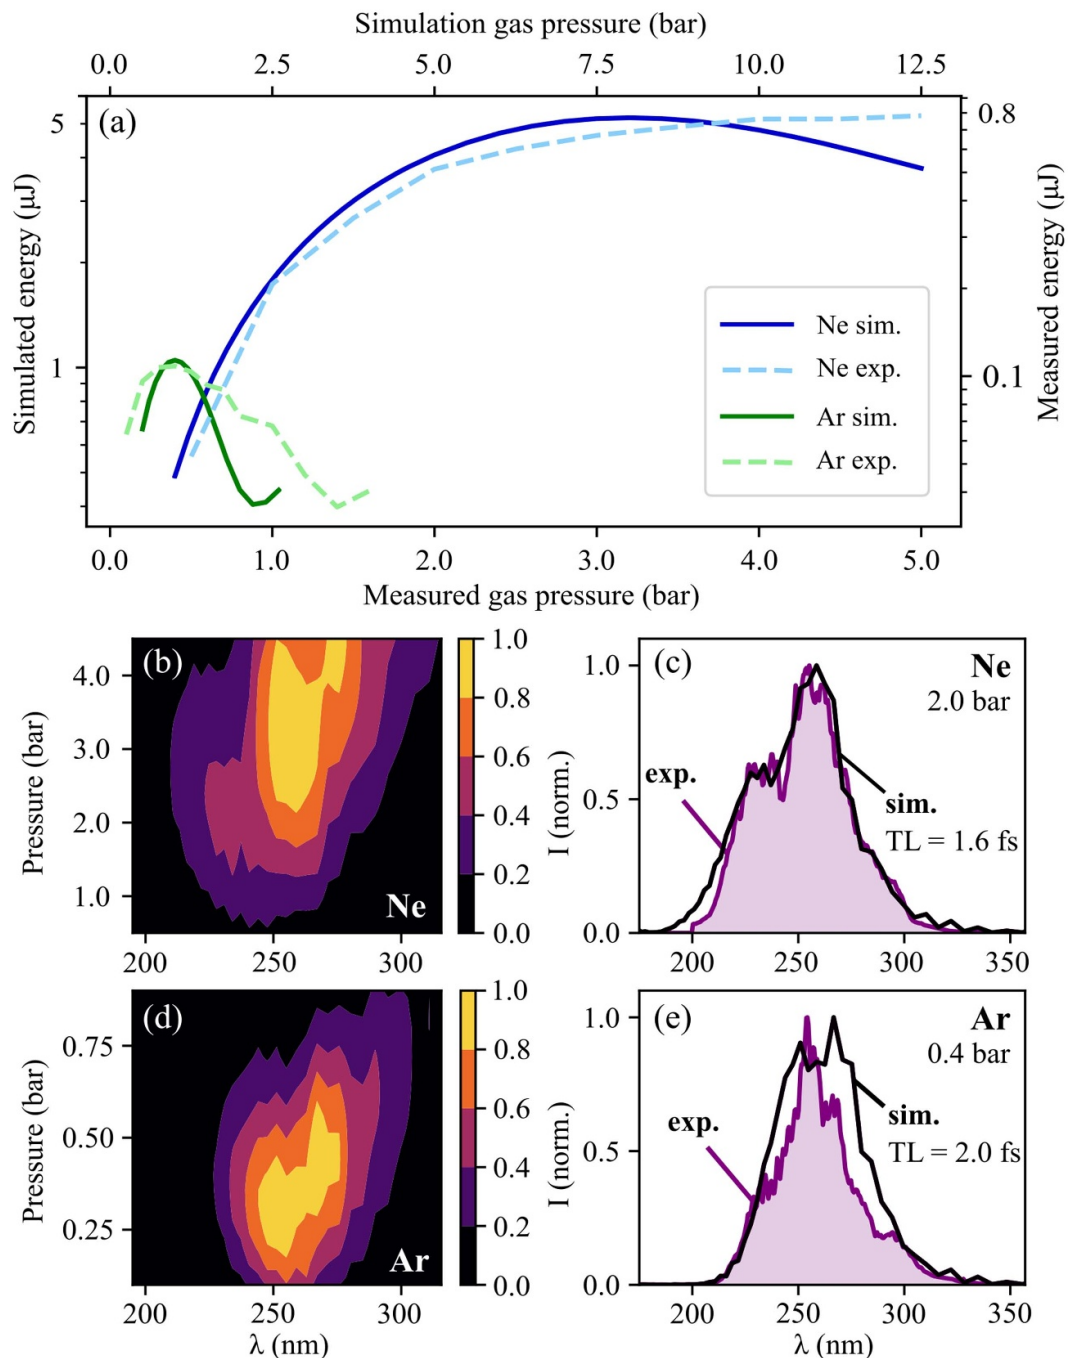 Simulation gas pressure (bar)
0.0 2.5 5.0 7.5 10.0 12.5
(a)
5
1
Simulated energy (μJ)
0.8
0.1
Measured energy (μJ)
Ne sim.
Ne exp.
Ar sim.
Ar exp.
0.0 1.0 2.0 3.0 4.0 5.0
Measured gas pressure (bar)
(b)
4.0
3.0
2.0
1.0
Pressure (bar)
Ne
200 250 300
1.0
0.8
0.6
0.4
0.2
0.0
I (norm.)
(c)
Ne
2.0 bar
1.0
0.5
0.0
exp.
sim.
TL = 1.6 fs
200 250 300 350
(d)
0.75
0.50
0.25
Pressure (bar)
Ar
200 250 300
λ (nm)
1.0
0.8
0.6
0.4
0.2
0.0
I (norm.)
(e)
Ar
0.4 bar
1.0
0.5
0.0
exp.
sim.
TL = 2.0 fs
200 250 300 350
λ (nm)